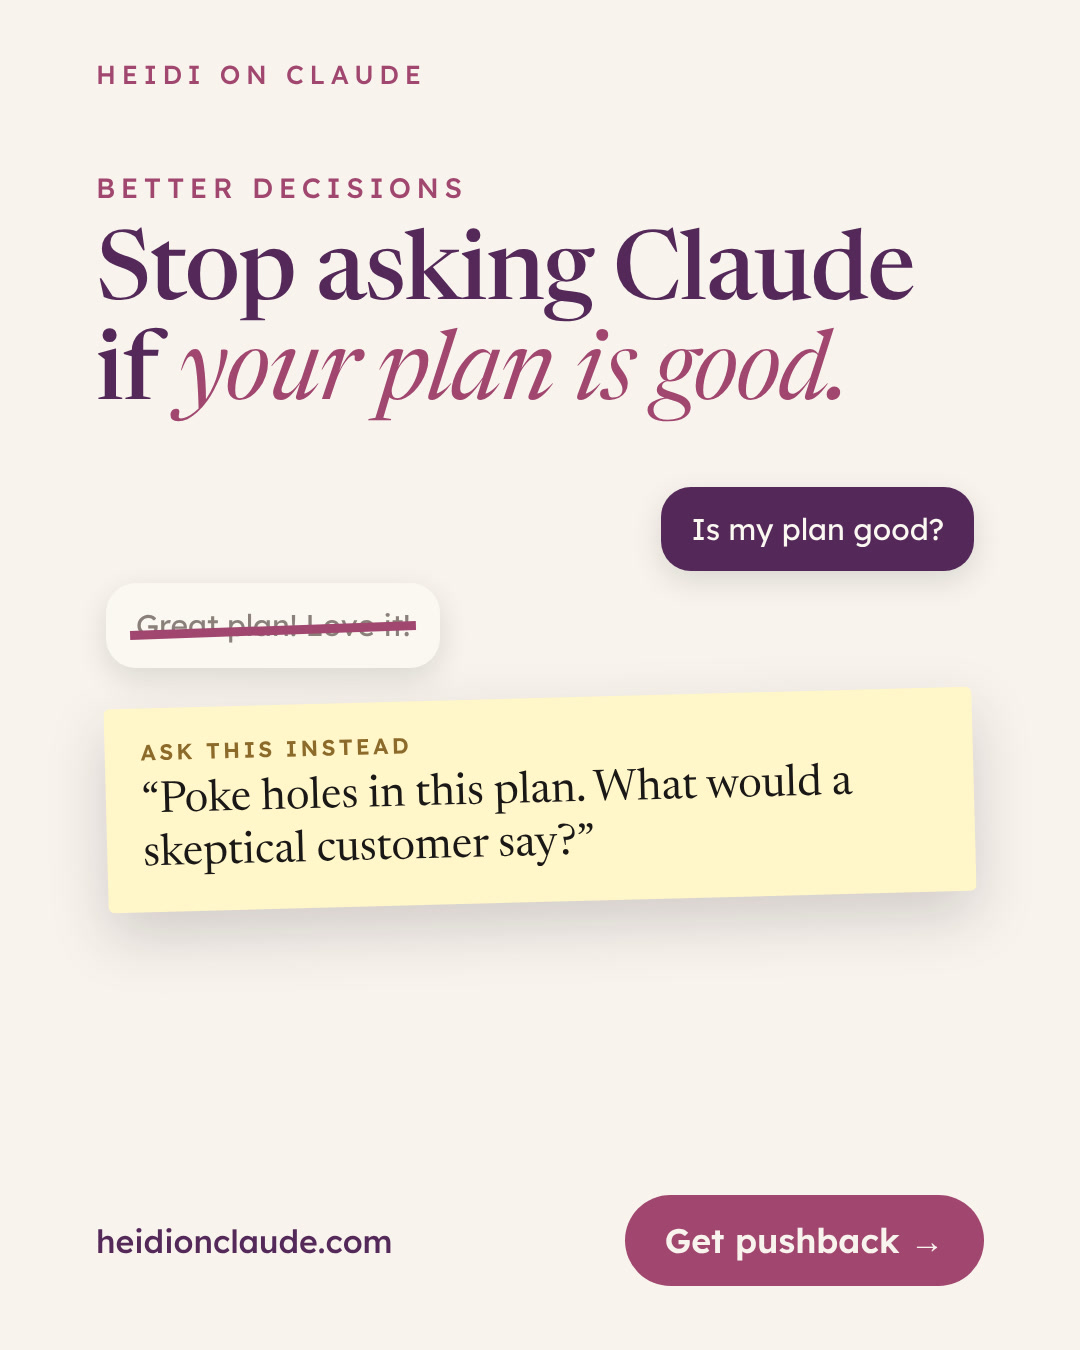 HEIDI ON CLAUDE
BETTER DECISIONS
Stop asking Claude
if your plan is good.
Is my plan good?
Great plan! Love it!
ASK THIS INSTEAD
“Poke holes in this plan. What would a
skeptical customer say?”
heidionclaude.com
Get pushback →